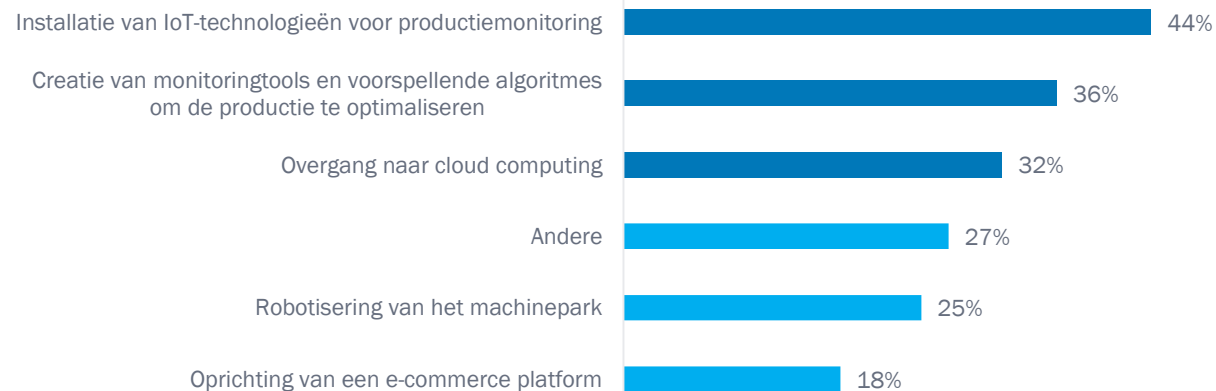 Installatie van IoT-technologieën voor productiemonitoring 44%
Creatie van monitoringtools en voorspellende algoritmes
om de productie te optimaliseren 36%
Overgang naar cloud computing 32%
Andere 27%
Robotisering van het machinepark 25%
Oprichting van een e-commerce platform 18%